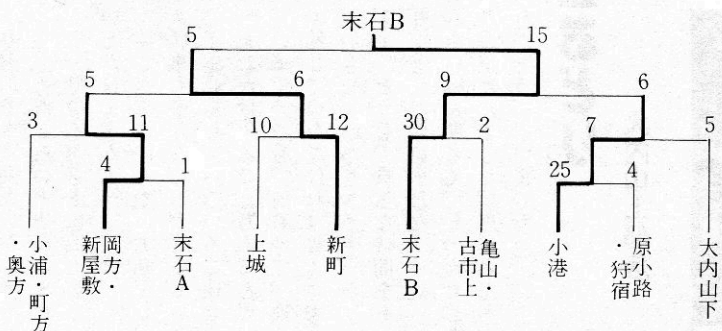 末石B
5
15
5
6
9
6
3
11
10
12
30
2
7
5
4
1
25
4
小浦・町方
・奥方
岡方・
新屋敷
末石A
上城
新町
末石B
亀山・
古市上
小港
原小路
・狩宿
大内山下